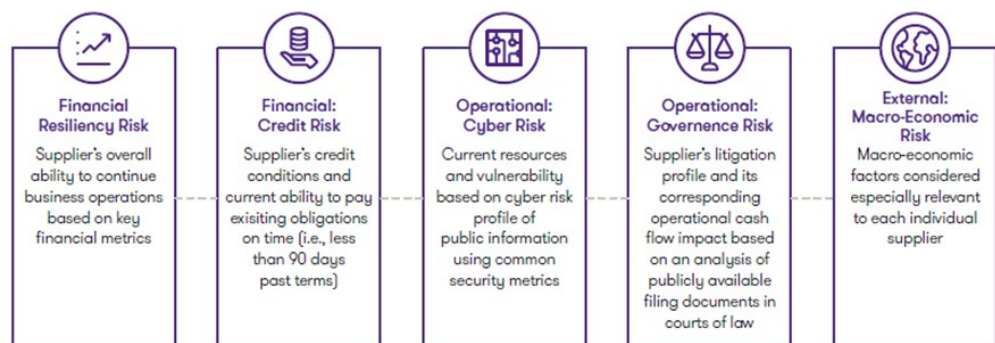 Financial
Resiliency Risk
Supplier's overall
ability to continue
business operations
based on key
financial metrics
Financial:
Credit Risk
Supplier's credit
conditions and
current ability to pay
exisiting obligations
on time (i.e., less
than 90 days
past terms)
Operational:
Cyber Risk
Current resources
and vulnerability
based on cyber risk
profile of
public information
using common
security metrics
Operational:
Governance Risk
Supplier's litigation
profile and its
corresponding
operational cash
flow impact based
on an analysis of
publicly available
filing documents in
courts of law
External:
Macro-Economic
Risk
Macro-economic
factors considered
especially relevant
to each individual
supplier